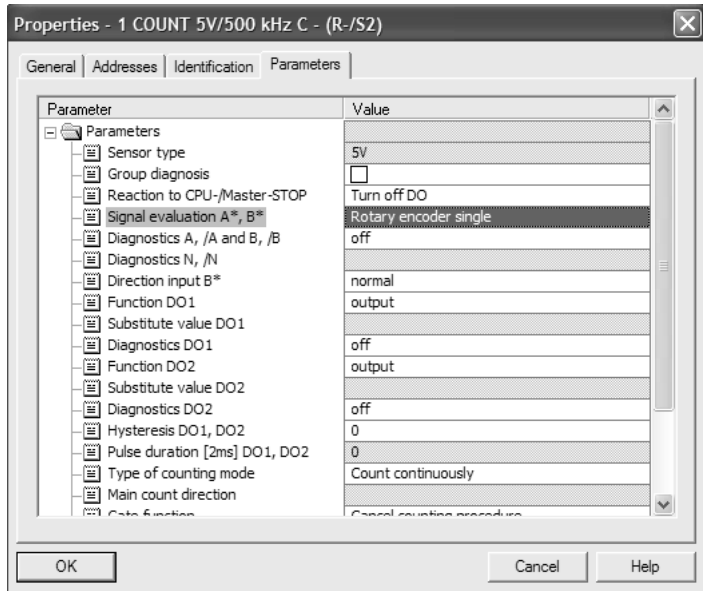 Properties - 1 COUNT 5V/500 kHz C - (R-/S2)
General Addresses Identification Parameters
Parameter Value
Parameters
Sensor type 5V
Group diagnosis
Reaction to CPU-/Master-STOP Turn off DO
Signal evaluation A*, B* Rotary encoder single
Diagnostics A, /A and B, /B off
Diagnostics N, /N
Direction input B* normal
Function DO1 output
Substitute value DO1
Diagnostics DO1 off
Function DO2 output
Substitute value DO2
Diagnostics DO2 off
Hysteresis DO1, DO2 0
Pulse duration [2ms] DO1, DO2 0
Type of counting mode Count continuously
Main count direction
Gate function Cancel counting procedure
OK Cancel Help